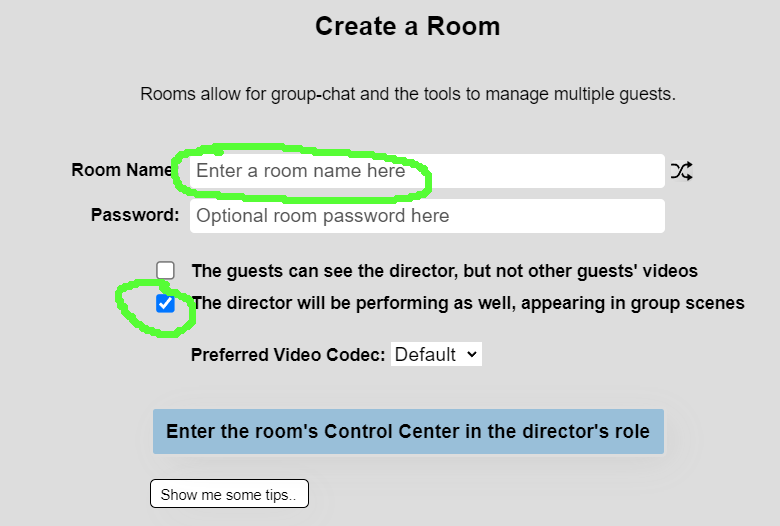 Create a Room
Rooms allow for group-chat and the tools to manage multiple guests.
Room Name
Enter a room name here
Password:
Optional room password here
The guests can see the director, but not other guests' videos
The director will be performing as well, appearing in group scenes
Preferred Video Codec: Default
Enter the room's Control Center in the director's role
Show me some tips..